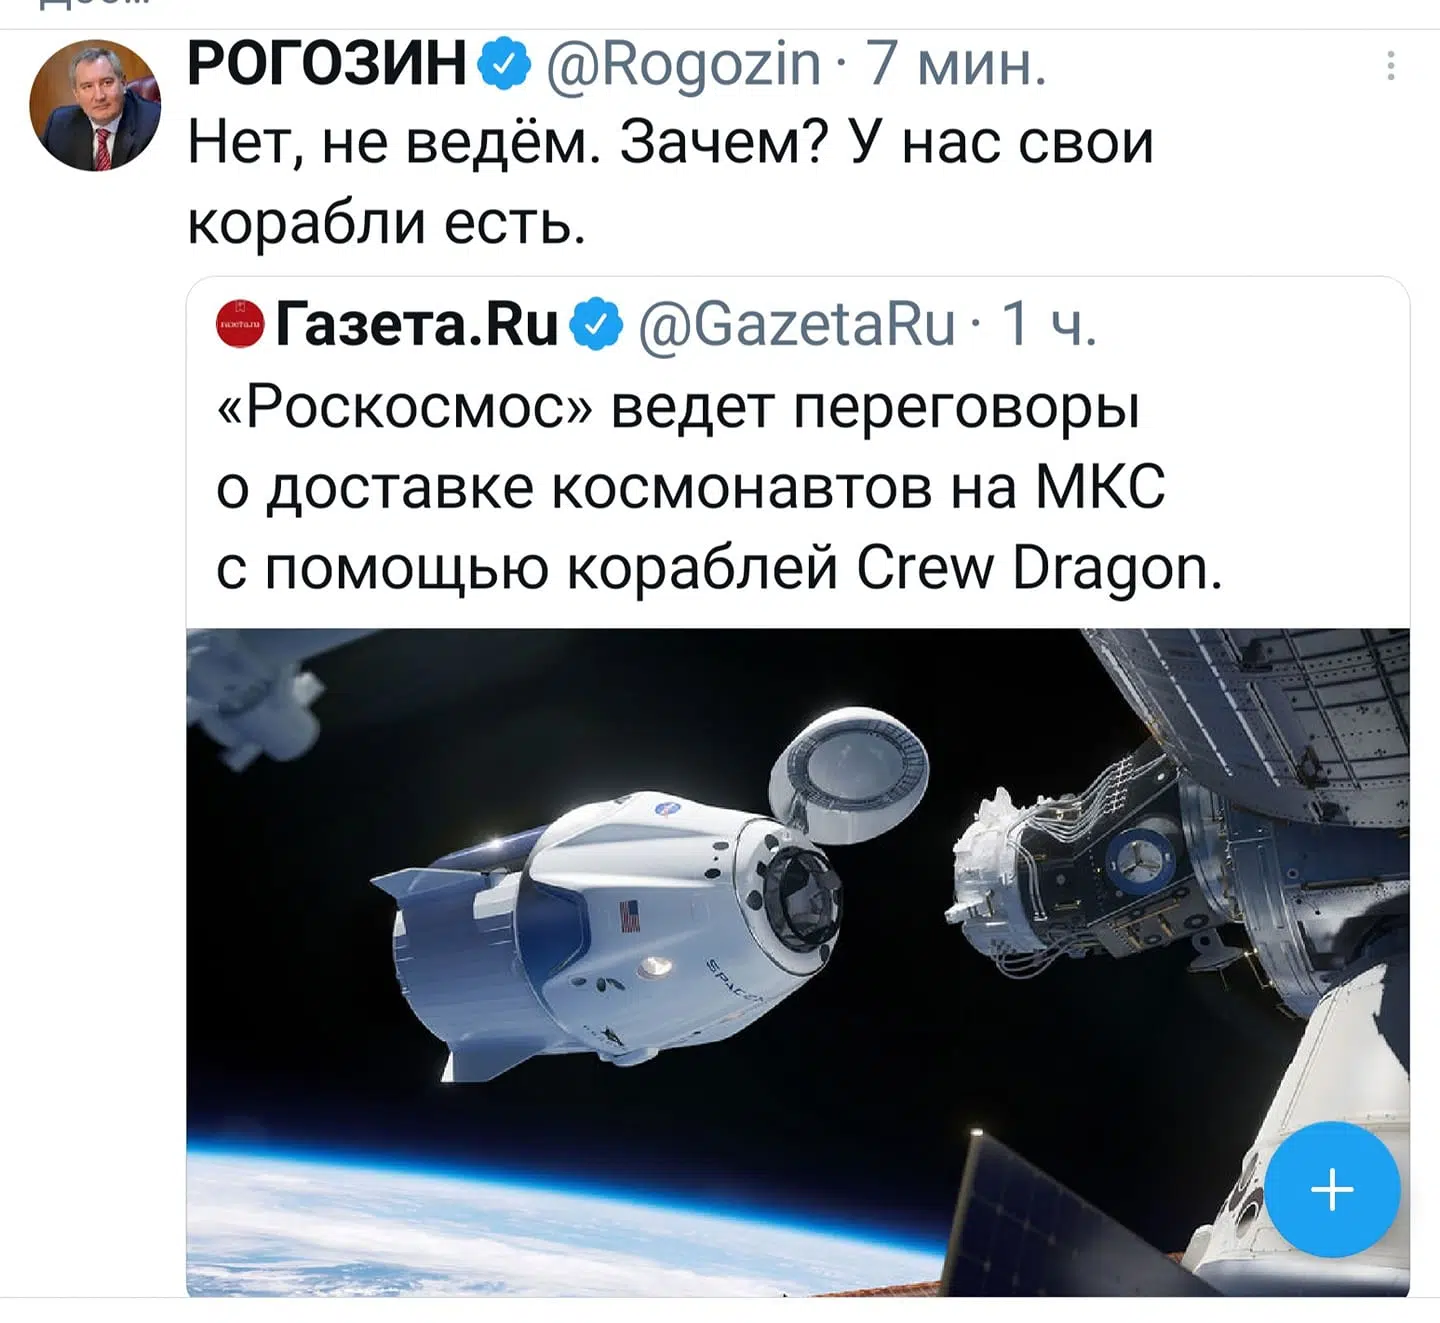 РОГОЗИН @Rogozin · 7 мин.
Нет, не ведём. Зачем? У нас свои
корабли есть.
Газета.Ru @GazetaRu · 1 ч.
«Роскосмос» ведет переговоры
о доставке космонавтов на МКС
с помощью кораблей Crew Dragon.
SPACEX